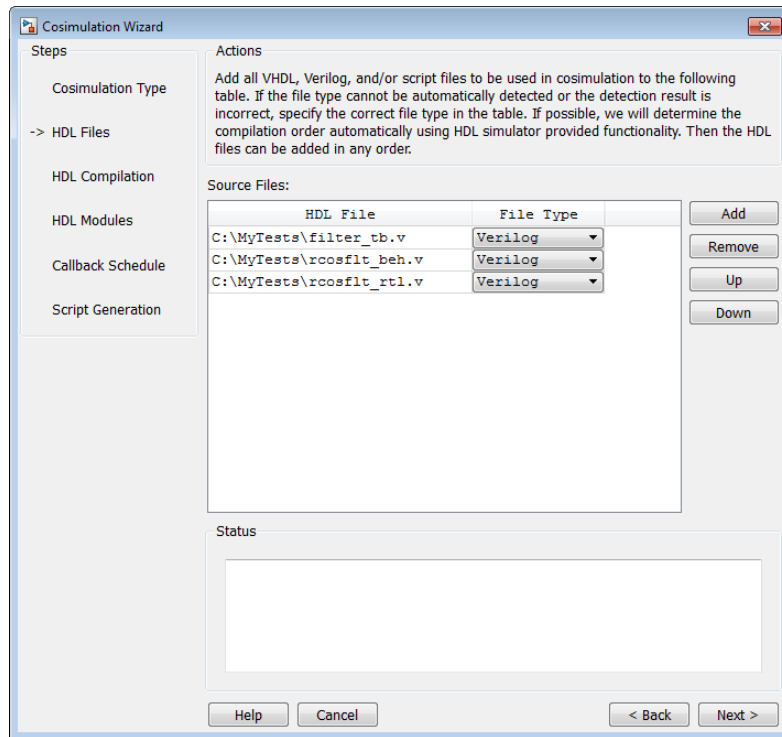 Cosimulation Wizard
Steps
Cosimulation Type
-> HDL Files
HDL Compilation
HDL Modules
Callback Schedule
Script Generation
Actions
Add all VHDL, Verilog, and/or script files to be used in cosimulation to the following
table. If the file type cannot be automatically detected or the detection result is
incorrect, specify the correct file type in the table. If possible, we will determine the
compilation order automatically using HDL simulator provided functionality. Then the HDL
files can be added in any order.
Source Files:
HDL File File Type
C:\MyTests\filter_tb.v Verilog
C:\MyTests\rcosflt_beh.v Verilog
C:\MyTests\rcosflt_rtl.v Verilog
Add
Remove
Up
Down
Status
Help Cancel < Back Next >